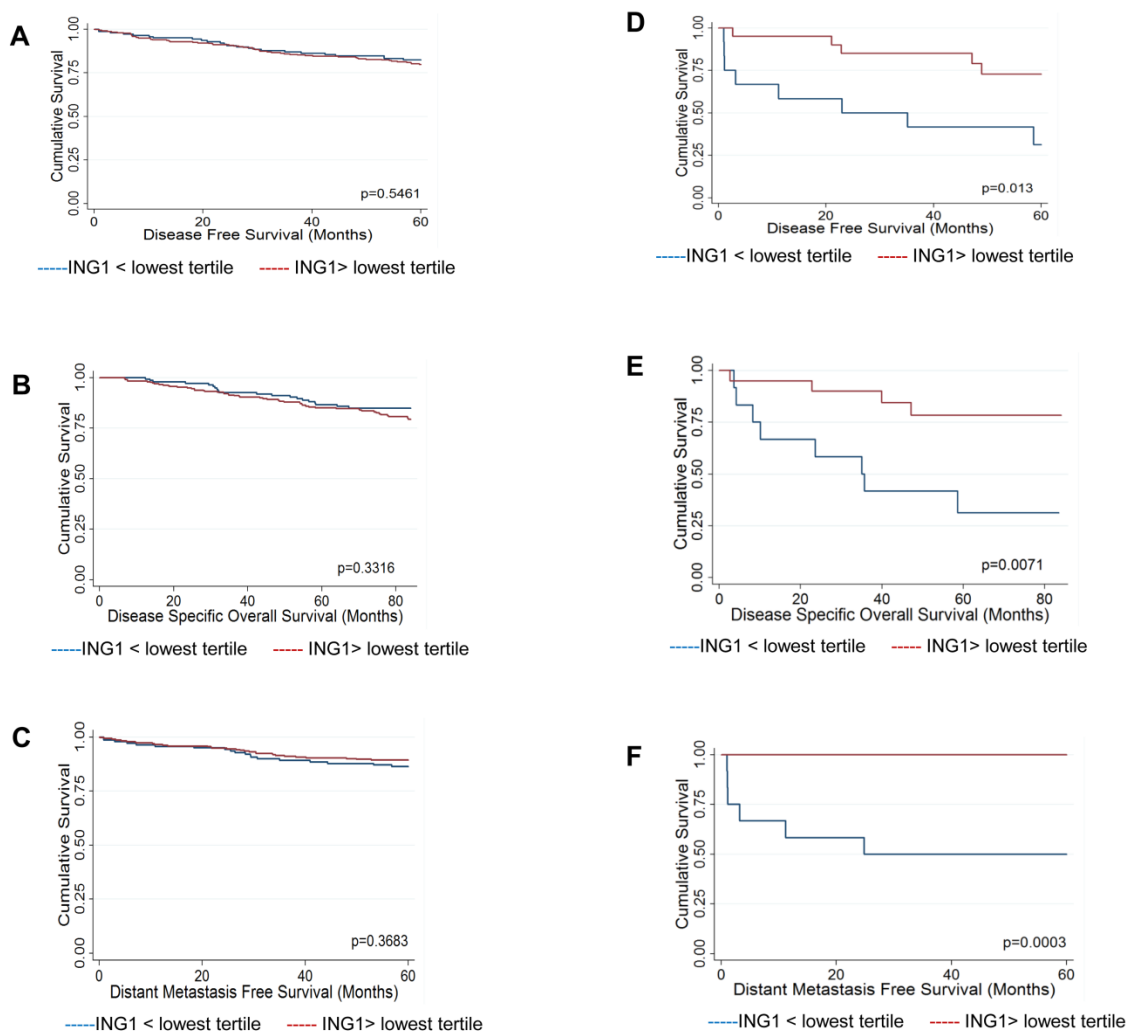 A
Cumulative Survival
0.00 0.25 0.50 0.75 1.00
p=0.5461
0 20 40 60
Disease Free Survival (Months)
-----ING1 < lowest tertile -----ING1> lowest tertile
B
Cumulative Survival
0.00 0.25 0.50 0.75 1.00
p=0.3316
0 20 40 60 80
Disease Specific Overall Survival (Months)
-----ING1 < lowest tertile -----ING1> lowest tertile
C
Cumulative Survival
0.00 0.25 0.50 0.75 1.00
p=0.3683
0 20 40 60
Distant Metastasis Free Survival (Months)
-----ING1 < lowest tertile -----ING1> lowest tertile
D
Cumulative Survival
0.00 0.25 0.50 0.75 1.00
p=0.013
0 20 40 60
Disease Free Survival (Months)
-----ING1 < lowest tertile -----ING1> lowest tertile
E
Cumulative Survival
0.00 0.25 0.50 0.75 1.00
p=0.0071
0 20 40 60 80
Disease Specific Overall Survival (Months)
-----ING1 < lowest tertile -----ING1> lowest tertile
F
Cumulative Survival
0.00 0.25 0.50 0.75 1.00
p=0.0003
0 20 40 60
Distant Metastasis Free Survival (Months)
-----ING1 < lowest tertile -----ING1> lowest tertile